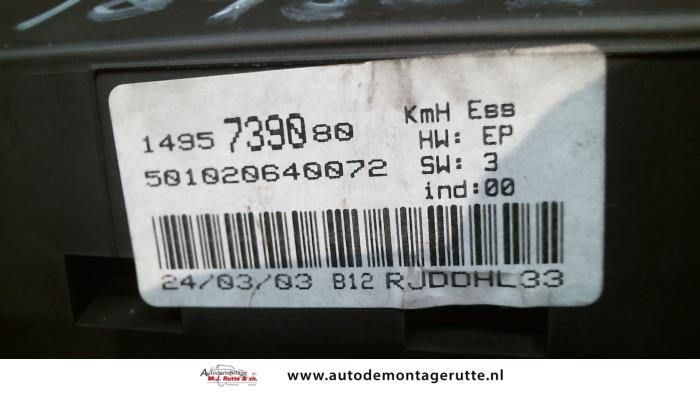 1495 7390 80
501020640072
KmH Ess
HW: EP
SW: 3
ind:00
24/03/03 B12 RJDDHL33
Autodemontage
M.J. Rutte & zn.
www.autodemontagerutte.nl